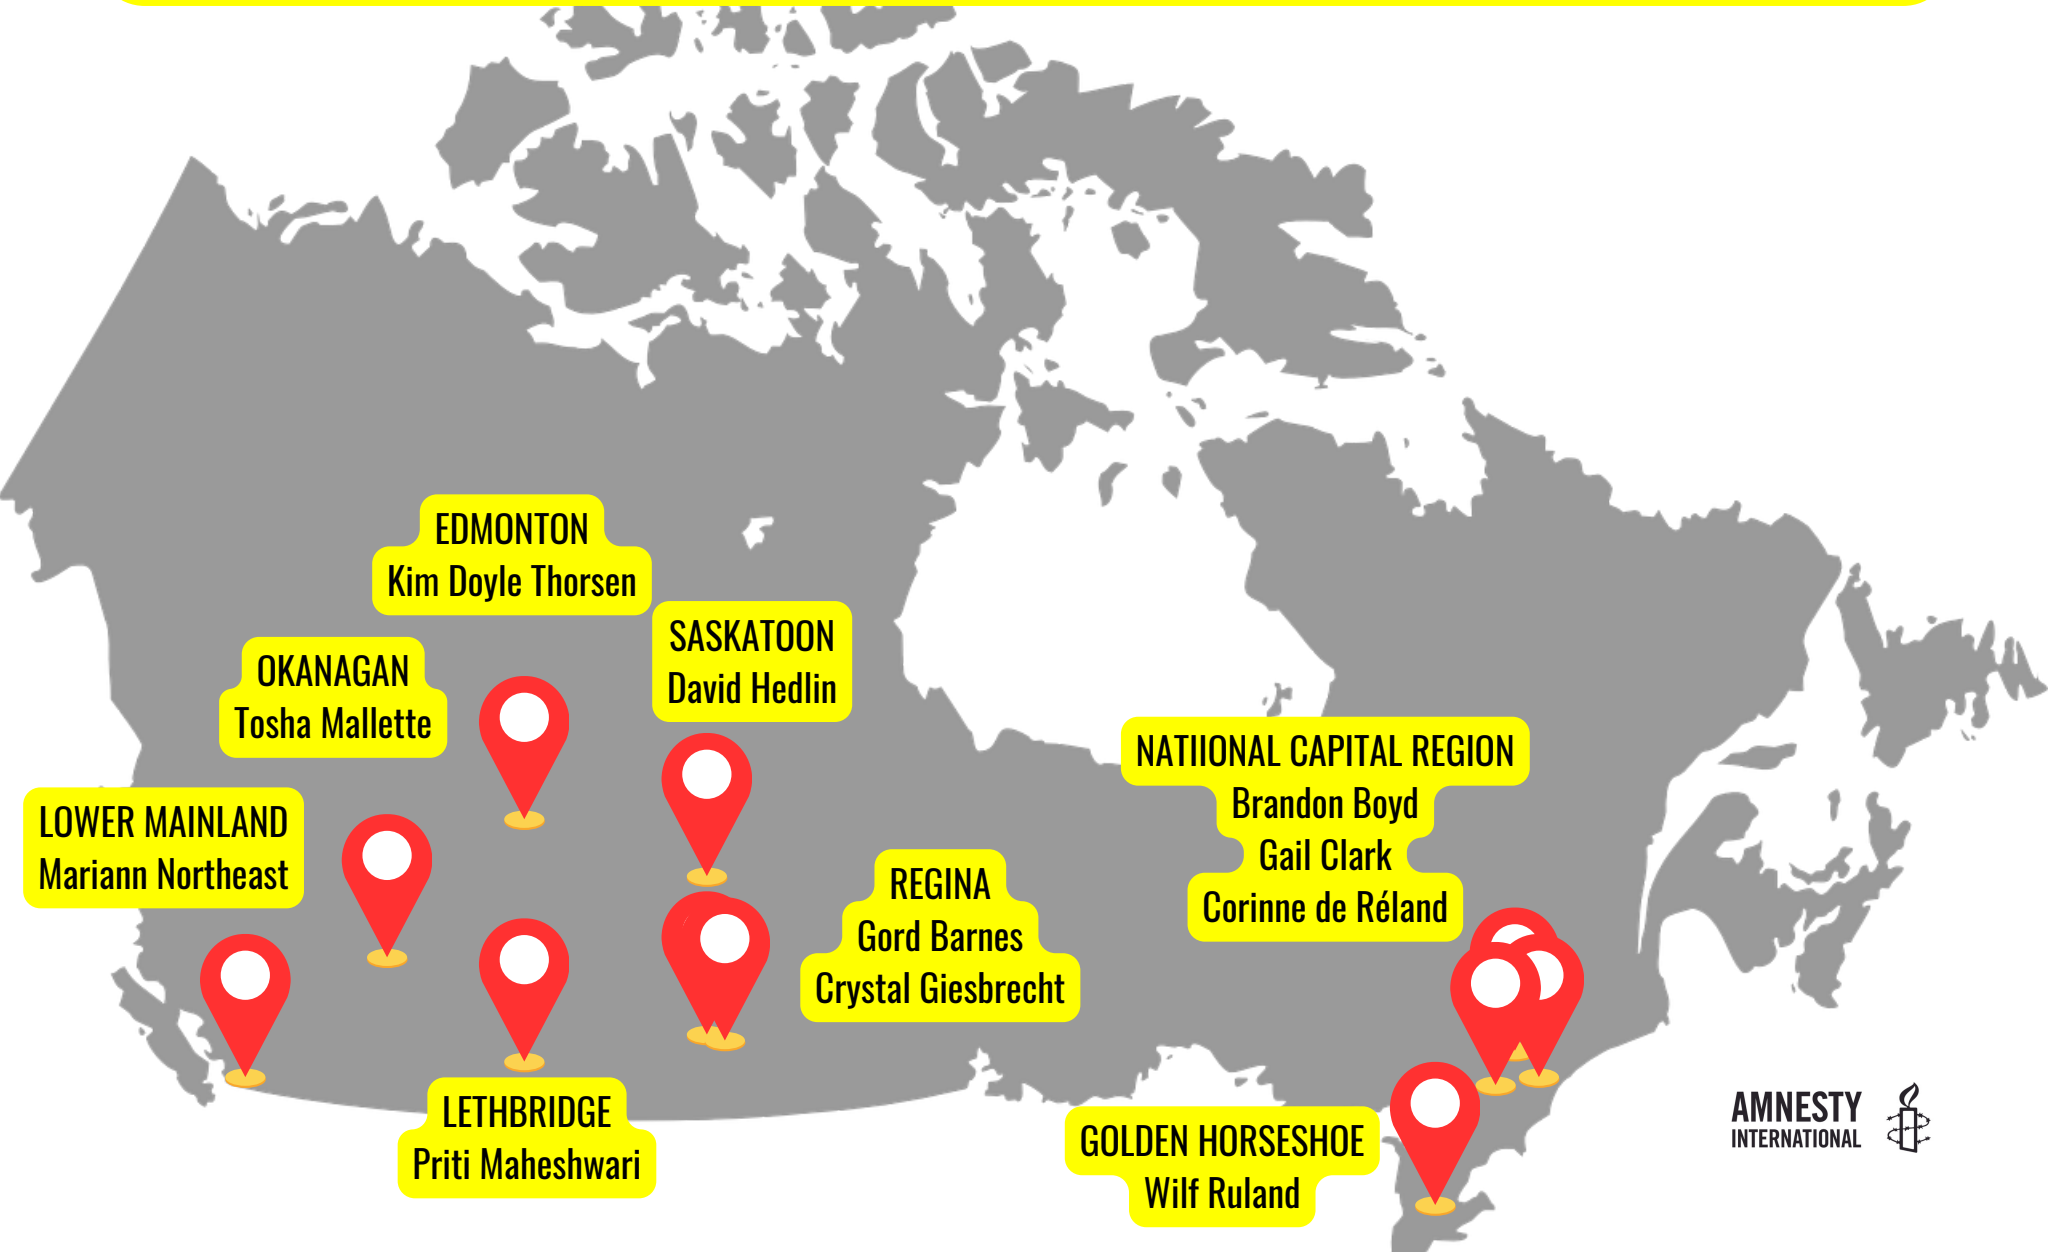 EDMONTON
Kim Doyle Thorsen
SASKATOON
David Hedlin
OKANAGAN
Tosha Mallette
NATIIONAL CAPITAL REGION
Brandon Boyd
Gail Clark
Corinne de Réland
LOWER MAINLAND
Mariann Northeast
REGINA
Gord Barnes
Crystal Giesbrecht
LETHBRIDGE
Priti Maheshwari
GOLDEN HORSESHOE
Wilf Ruland
AMNESTY
INTERNATIONAL